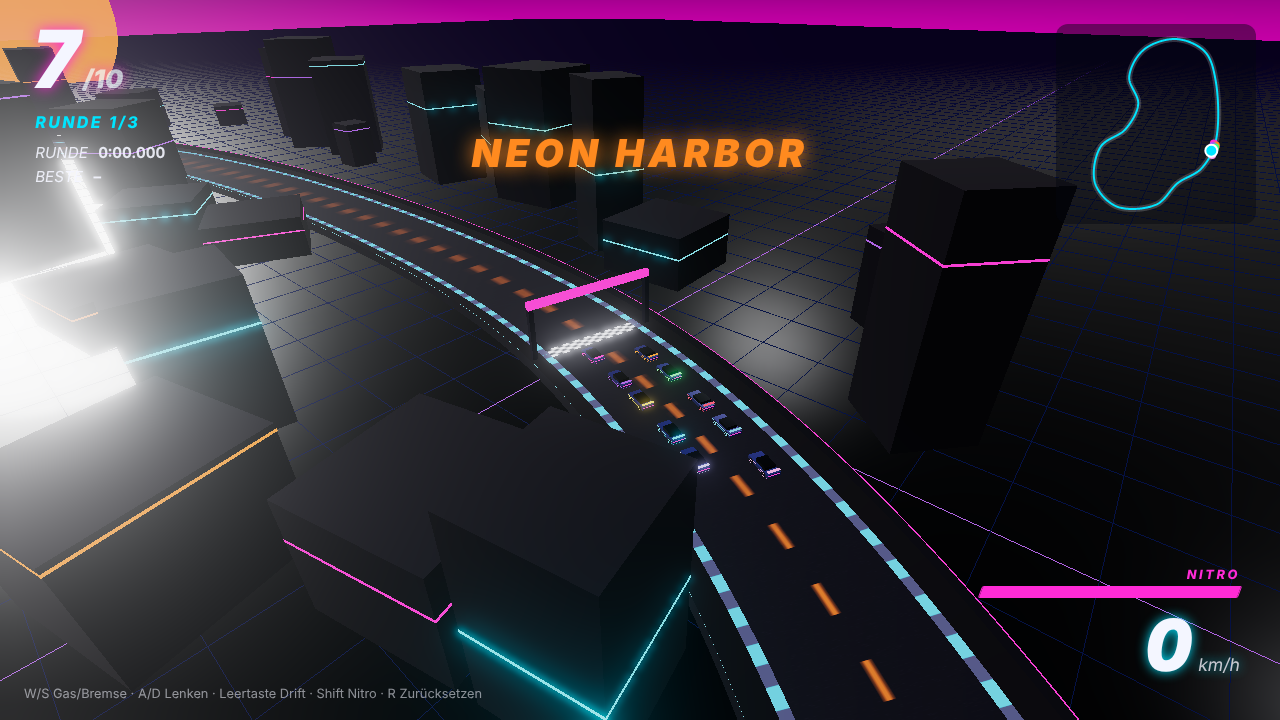 7/10
RUNDE 1/3
RUNDE 0:00.000
BESTE –
NEON HARBOR
NITRO
0 km/h
W/S Gas/Bremse · A/D Lenken · Leertaste Drift · Shift Nitro · R Zurücksetzen